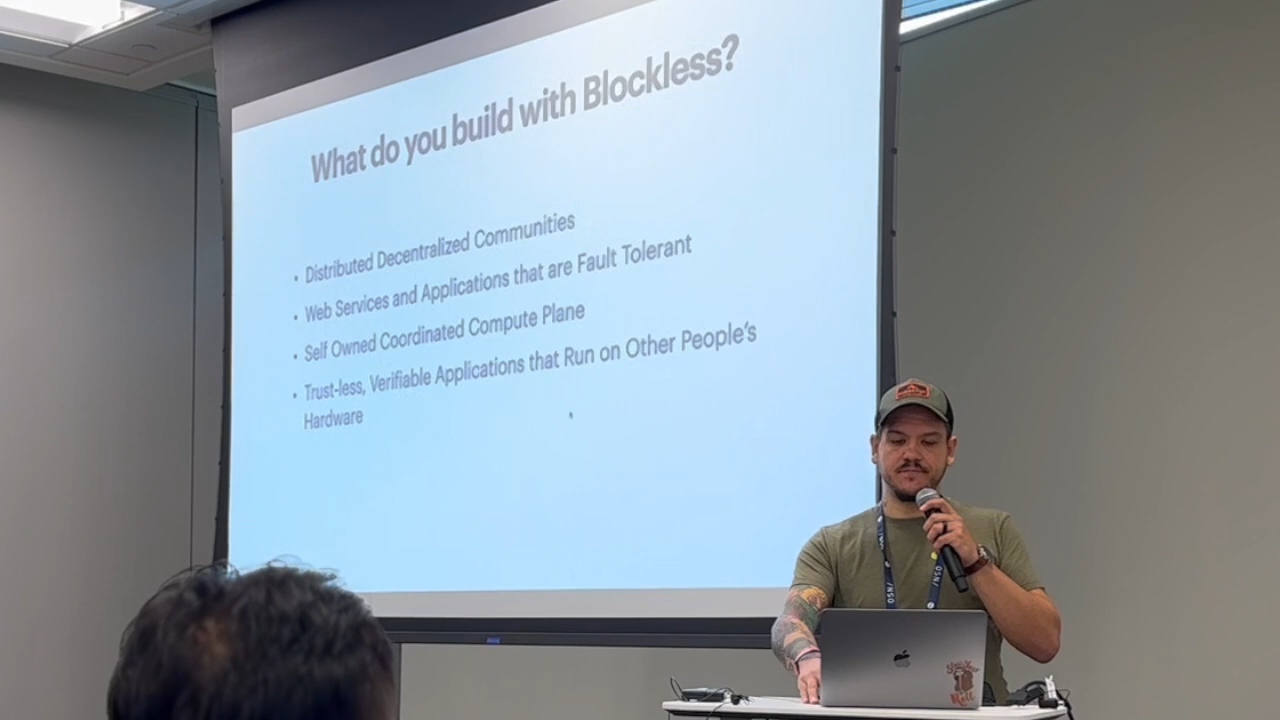 What do you build with Blockless?
• Distributed Decentralized Communities
• Web Services and Applications that are Fault Tolerant
• Self Owned Coordinated Compute Plane
• Trust-less, Verifiable Applications that Run on Other People's
Hardware